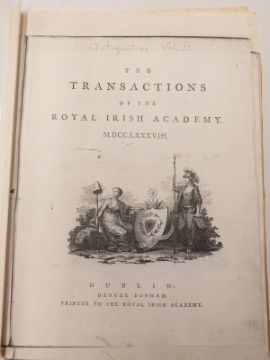 Antiquities Vol. II
THE
TRANSACTIONS
OF THE
ROYAL IRISH ACADEMY.
M.DCC.LXXXVIII.
DUBLIN:
GEORGE BONHAM,
PRINTER TO THE ROYAL IRISH ACADEMY.